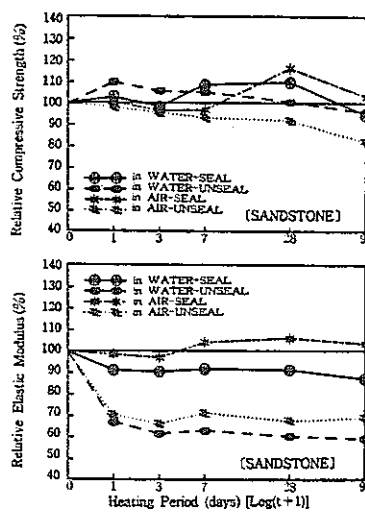 Relative Compressive Strength (%)
140
130
120
110
100
90
80
70
60
50
40
WATER-SEAL
WATER-UNSEAL
AIR-SEAL
AIR-UNSEAL
[SANDSTONE]
0 1 3 7 28 9
Relative Elastic Modulus (%)
140
130
120
110
100
90
80
70
60
50
40
WATER-SEAL
WATER-UNSEAL
AIR-SEAL
AIR-UNSEAL
[SANDSTONE]
0 1 3 7 28 9
Heating Period (days) [Log(t+1)]